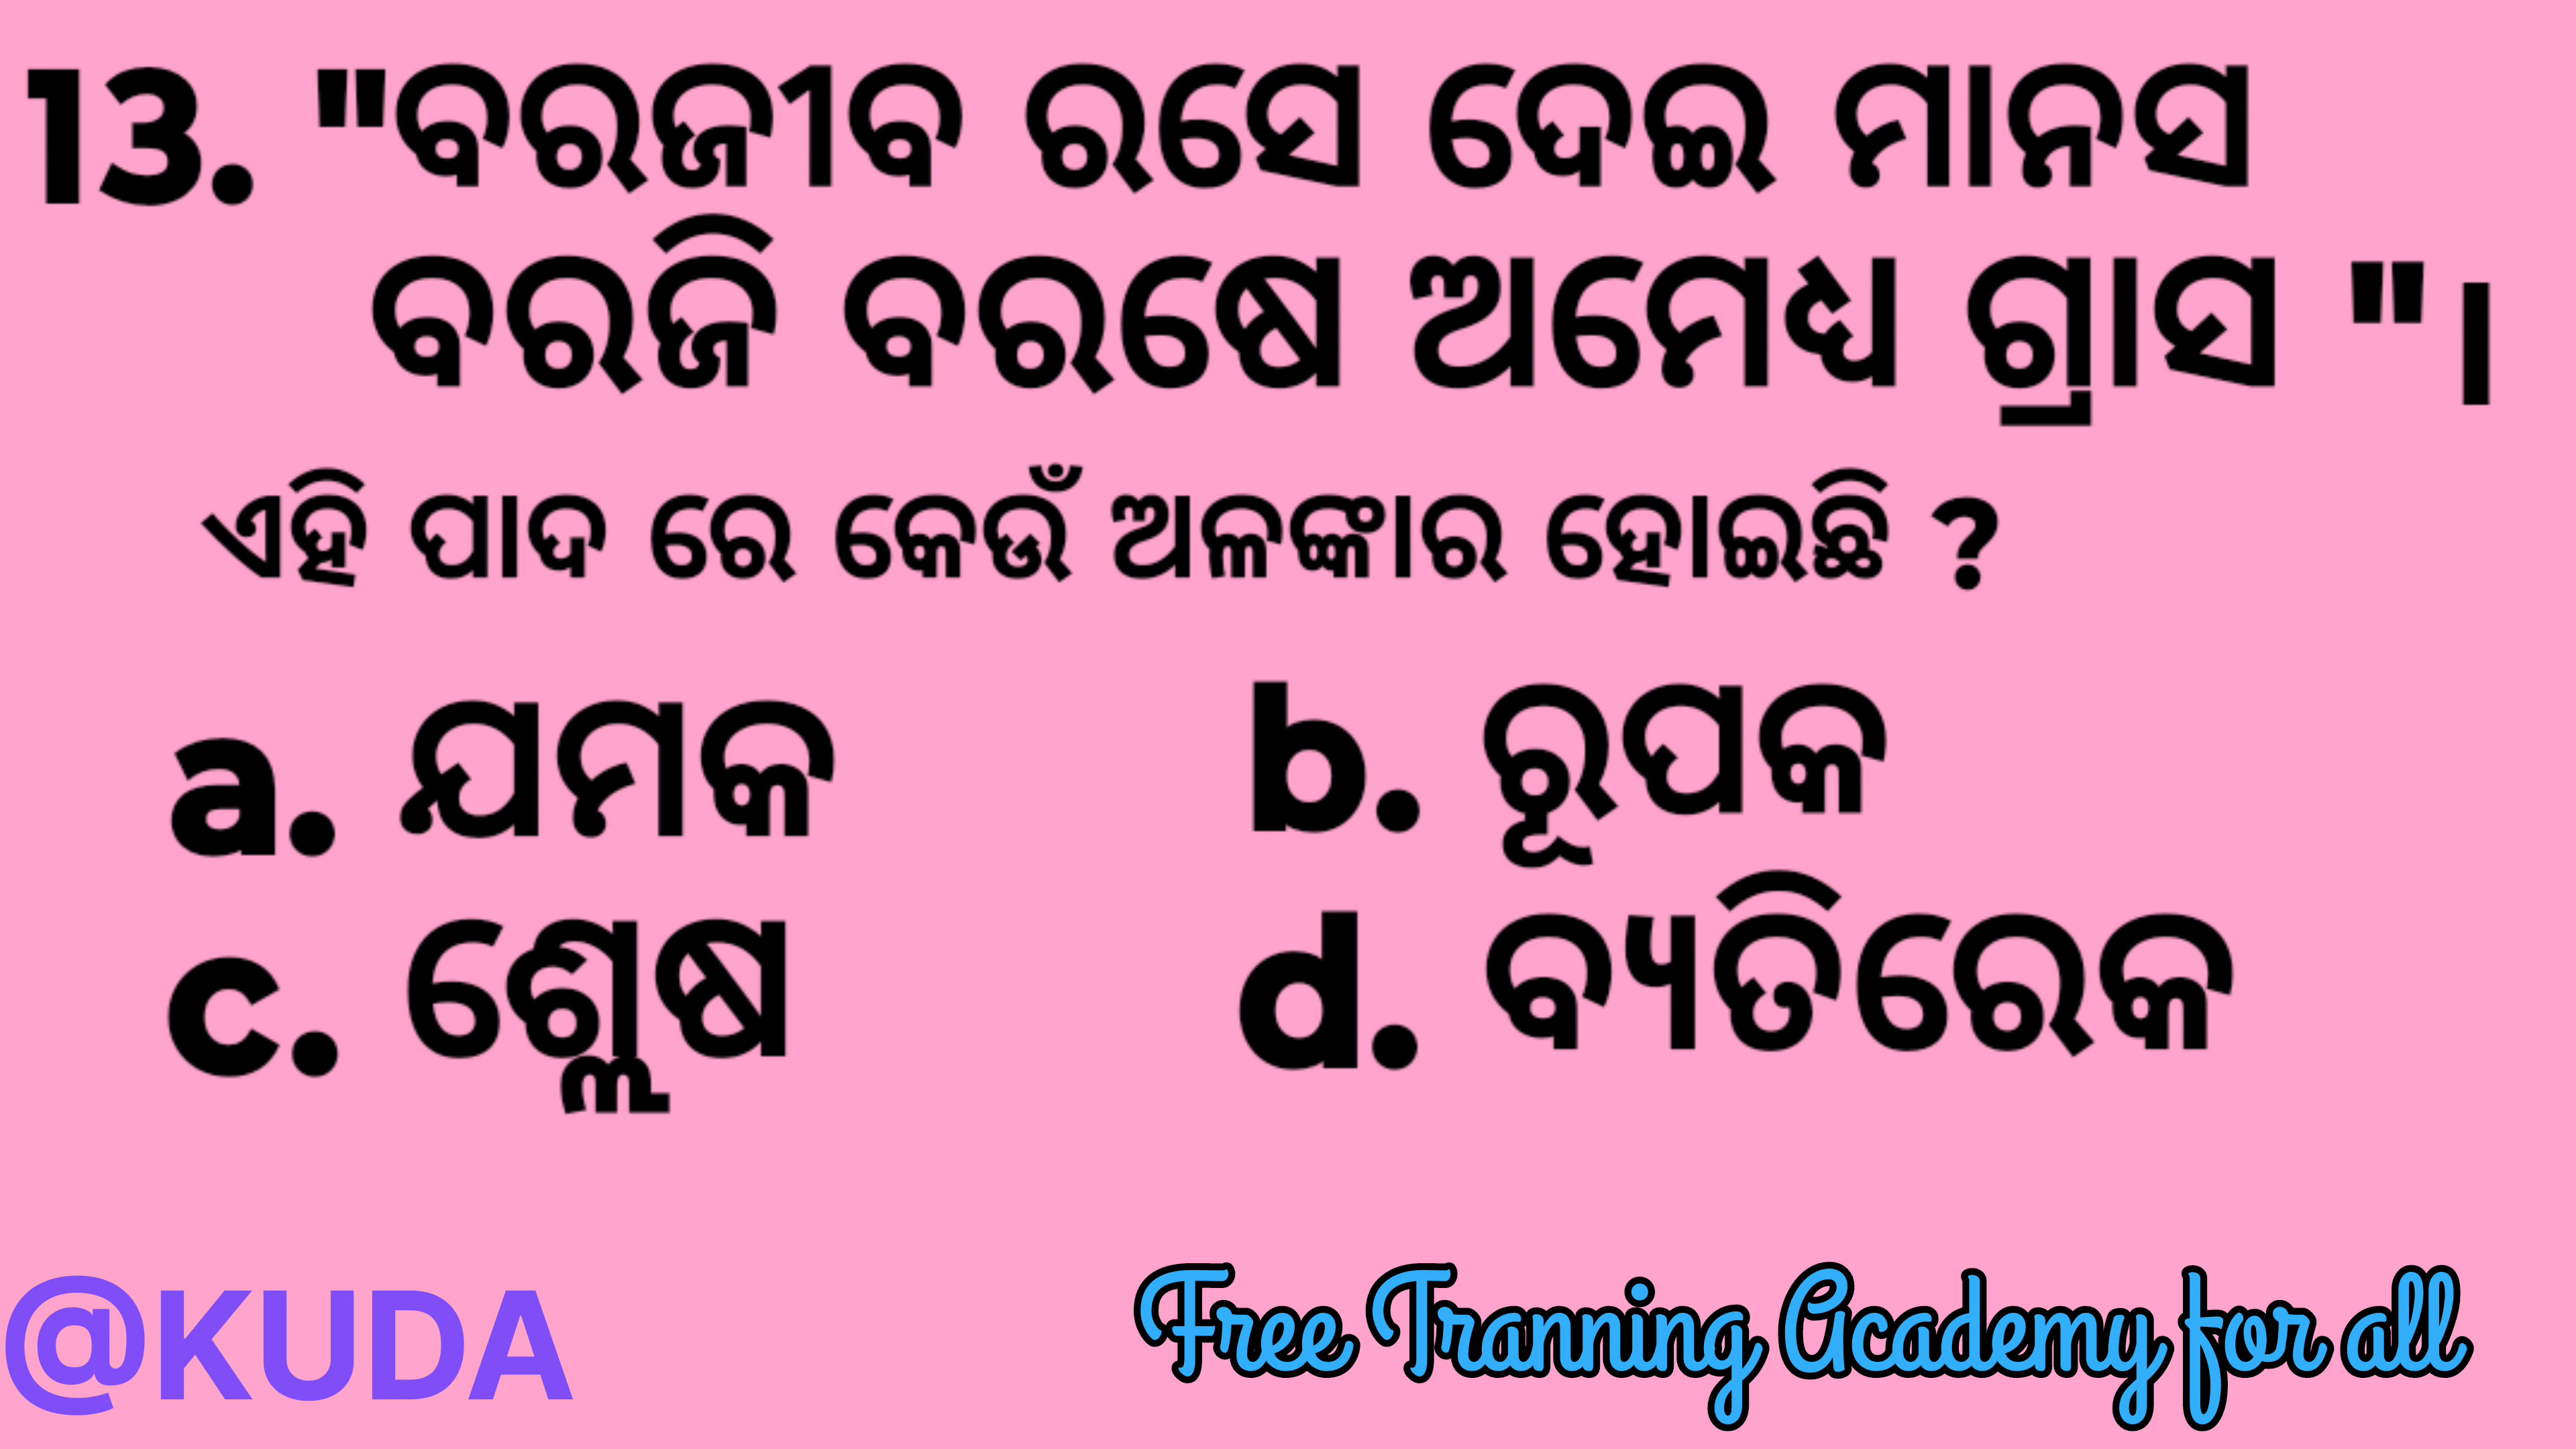 13. "ବରଜୀବ ରସେ ଦେଇ ମାନସ
ବରଜି ବରଷେ ଅମେଧ୍ୟ ଗ୍ରାସ "।
ଏହି ପାଦ ରେ କେଉଁ ଅଳଙ୍କାର ହୋଇଛି ?
a. ଯମକ b. ରୂପକ
c. ଶ୍ଳେଷ d. ବ୍ୟତିରେକ
@KUDA Free Tranning Academy for all